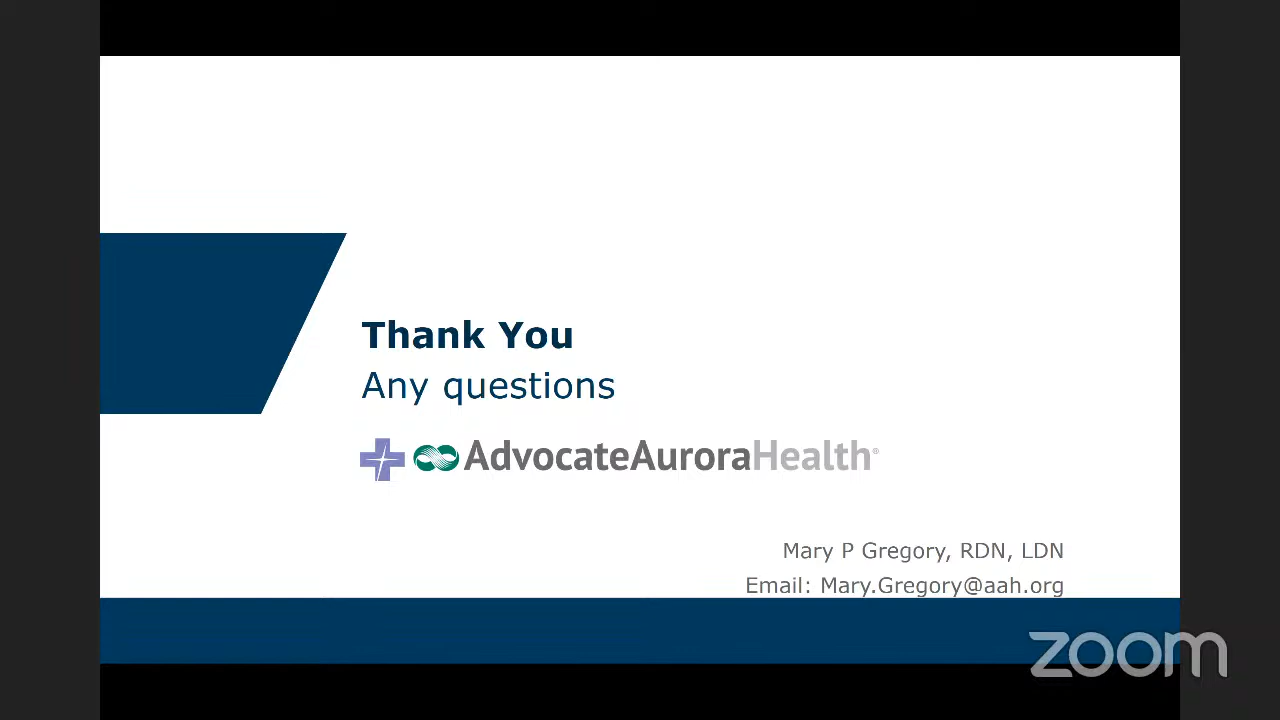 Thank You
Any questions
AdvocateAuroraHealth®
Mary P Gregory, RDN, LDN
Email: Mary.Gregory@aah.org
zoom